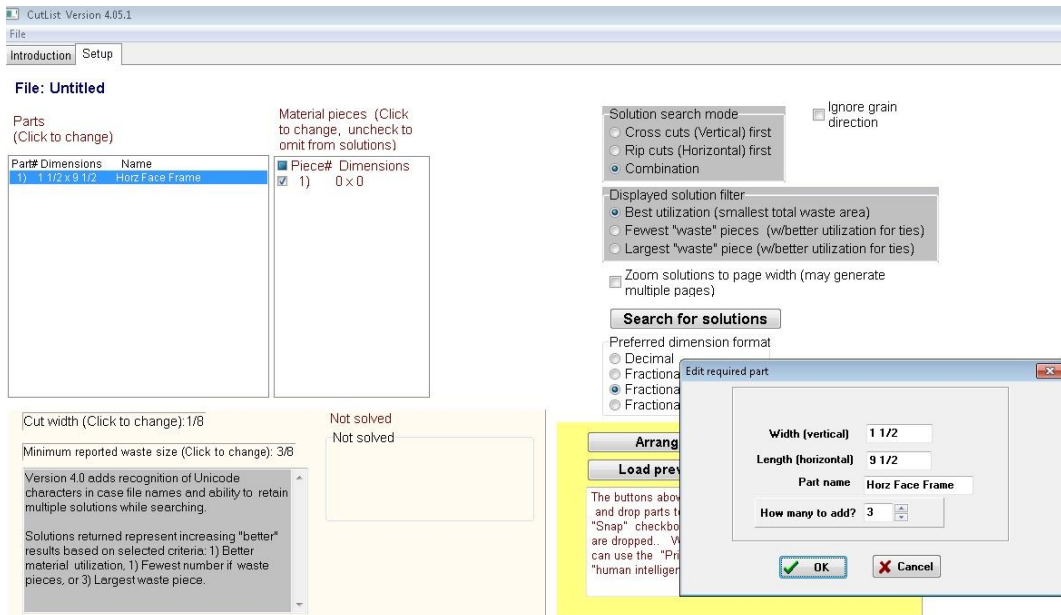 CutList Version 4.05.1
File
Introduction
Setup
File: Untitled
Parts
(Click to change)
Part# Dimensions Name
1) 1 1/2 x 9 1/2 Horz Face Frame
Material pieces (Click
to change, uncheck to
omit from solutions)
Piece# Dimensions
1) 0 x 0
Solution search mode
Cross cuts (Vertical) first
Rip cuts (Horizontal) first
Combination
Ignore grain
direction
Displayed solution filter
Best utilization (smallest total waste area)
Fewest "waste" pieces (w/better utilization for ties)
Largest "waste" piece (w/better utilization for ties)
Zoom solutions to page width (may generate
multiple pages)
Search for solutions
Preferred dimension format
Decimal
Fractiona
Fractiona
Fractiona
Cut width (Click to change):1/8
Minimum reported waste size (Click to change): 3/8
Version 4.0 adds recognition of Unicode
characters in case file names and ability to retain
multiple solutions while searching.
Solutions returned represent increasing "better"
results based on selected criteria: 1) Better
material utilization, 1) Fewest number if waste
pieces, or 3) Largest waste piece.
Not solved
Not solved
Arrang
Load prev
The buttons abov
and drop parts t
"Snap" checkbo
are dropped.. V
can use the "Pri
"human intelliger
Edit required part
Width (vertical) 1 1/2
Length (horizontal) 9 1/2
Part name Horz Face Frame
How many to add? 3
OK
Cancel